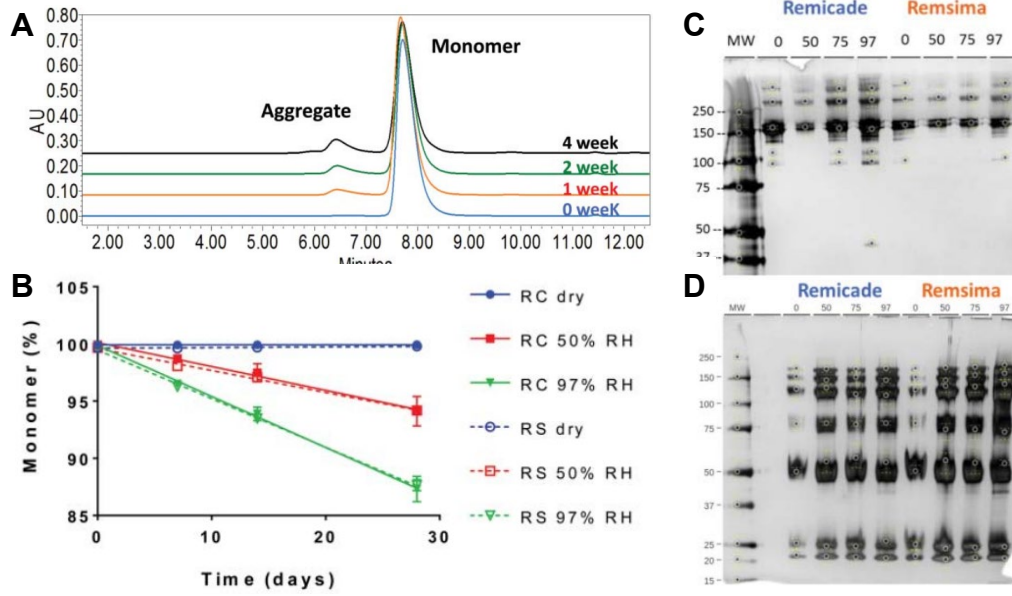 A
0.80
0.70
0.60
0.50
0.40
0.30
0.20
0.10
0.00
AU
Aggregate
Monomer
4 week
2 week
1 week
0 weeK
2.00 3.00 4.00 5.00 6.00 7.00 8.00 9.00 10.00 11.00 12.00
Minutes
B
105
100
95
90
85
Monomer (%)
0 10 20 30
Time (days)
RC dry
RC 50% RH
RC 97% RH
RS dry
RS 50% RH
RS 97% RH
C
Remicade Remsima
MW 0 50 75 97 0 50 75 97
250
150
100
75
50
37
D
Remicade Remsima
MW 0 50 75 97 0 50 75 97
250
150
100
75
50
37
25
20
15